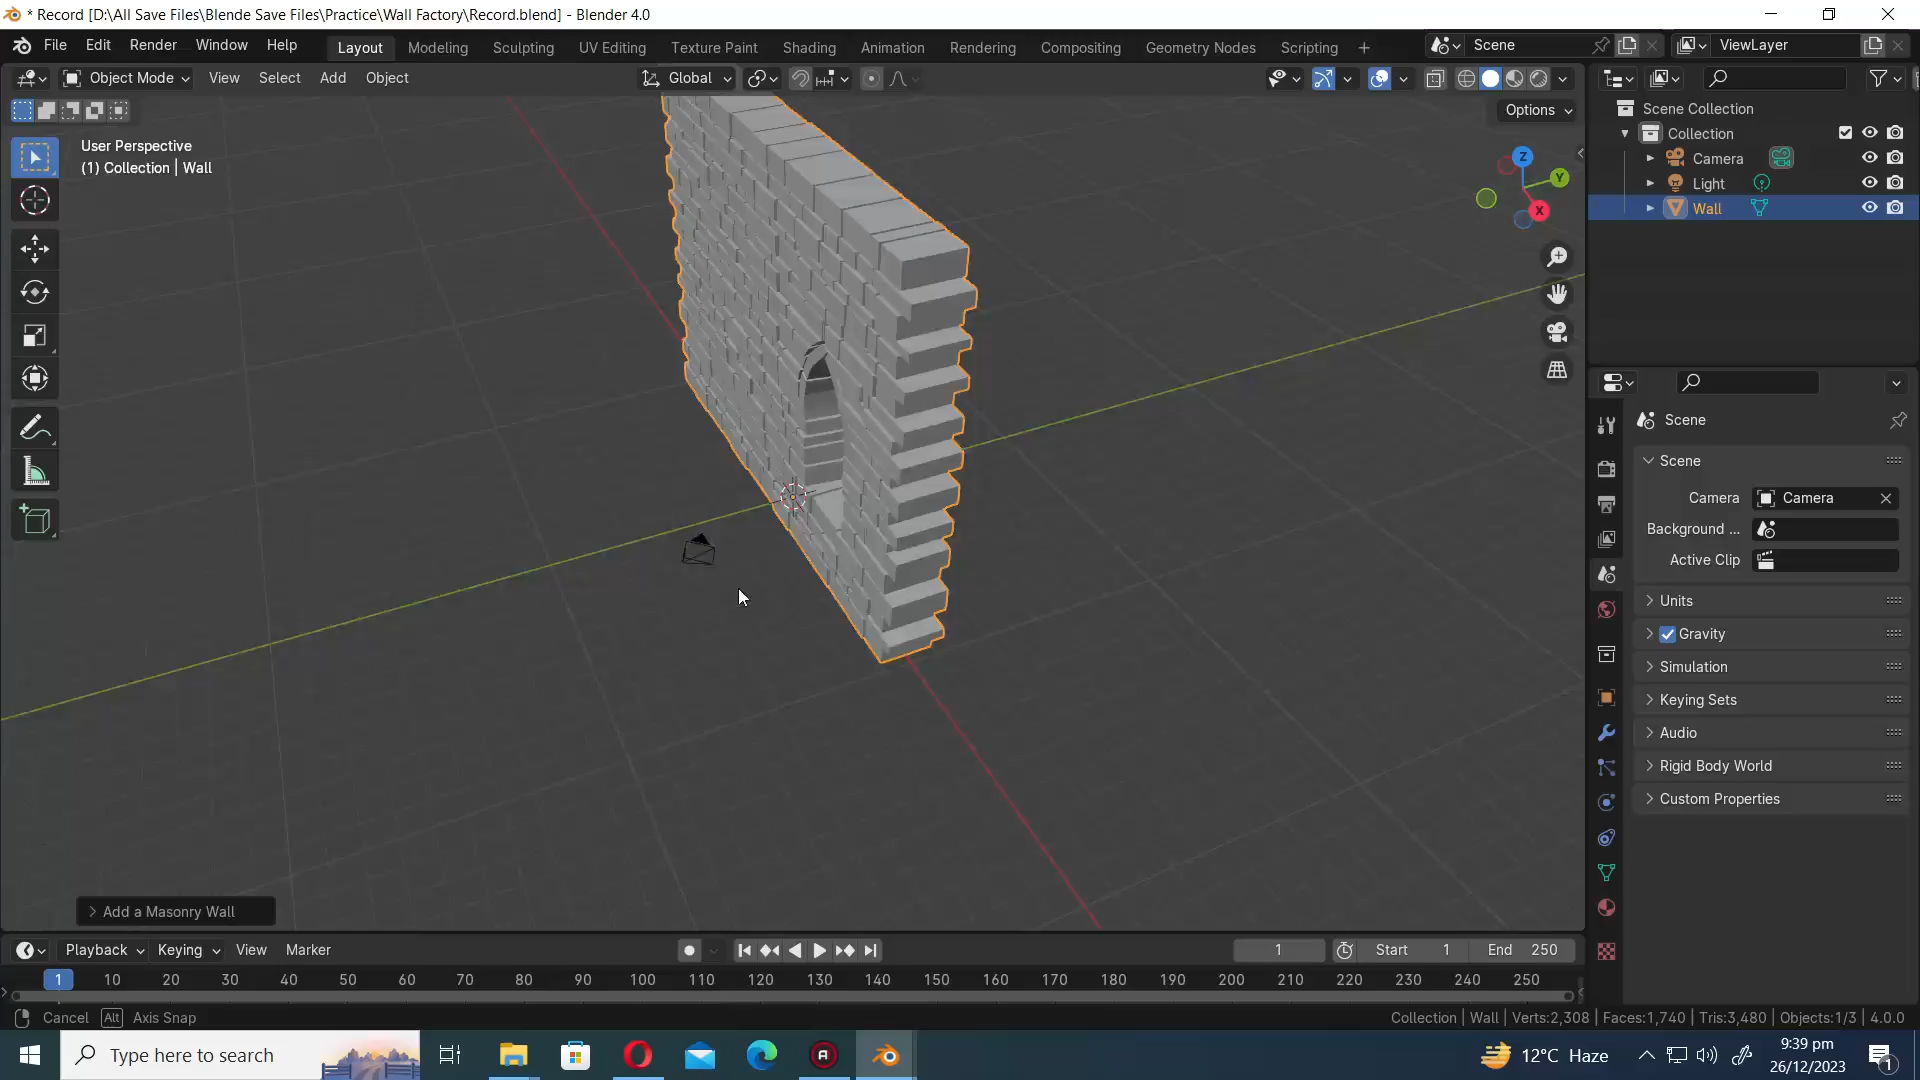 * Record [D:\All Save Files\Blende Save Files\Practice\Wall Factory\Record.blend] - Blender 4.0
File Edit Render Window Help Layout Modeling Sculpting UV Editing Texture Paint Shading Animation Rendering Compositing Geometry Nodes Scripting + Scene ViewLayer
Object Mode View Select Add Object Global
Options
User Perspective
(1) Collection | Wall
Z
Y
X
Scene Collection
Collection
Camera
Light
Wall
Scene
Scene
Camera Camera
Background ...
Active Clip
Units
Gravity
Simulation
Keying Sets
Audio
Rigid Body World
Custom Properties
Add a Masonry Wall
Playback Keying View Marker 1 Start 1 End 250
1 10 20 30 40 50 60 70 80 90 100 110 120 130 140 150 160 170 180 190 200 210 220 230 240 250
Cancel Alt Axis Snap Collection | Wall | Verts:2,308 | Faces:1,740 | Tris:3,480 | Objects:1/3 | 4.0.0
Type here to search 12°C Haze 9:39 pm
26/12/2023
1